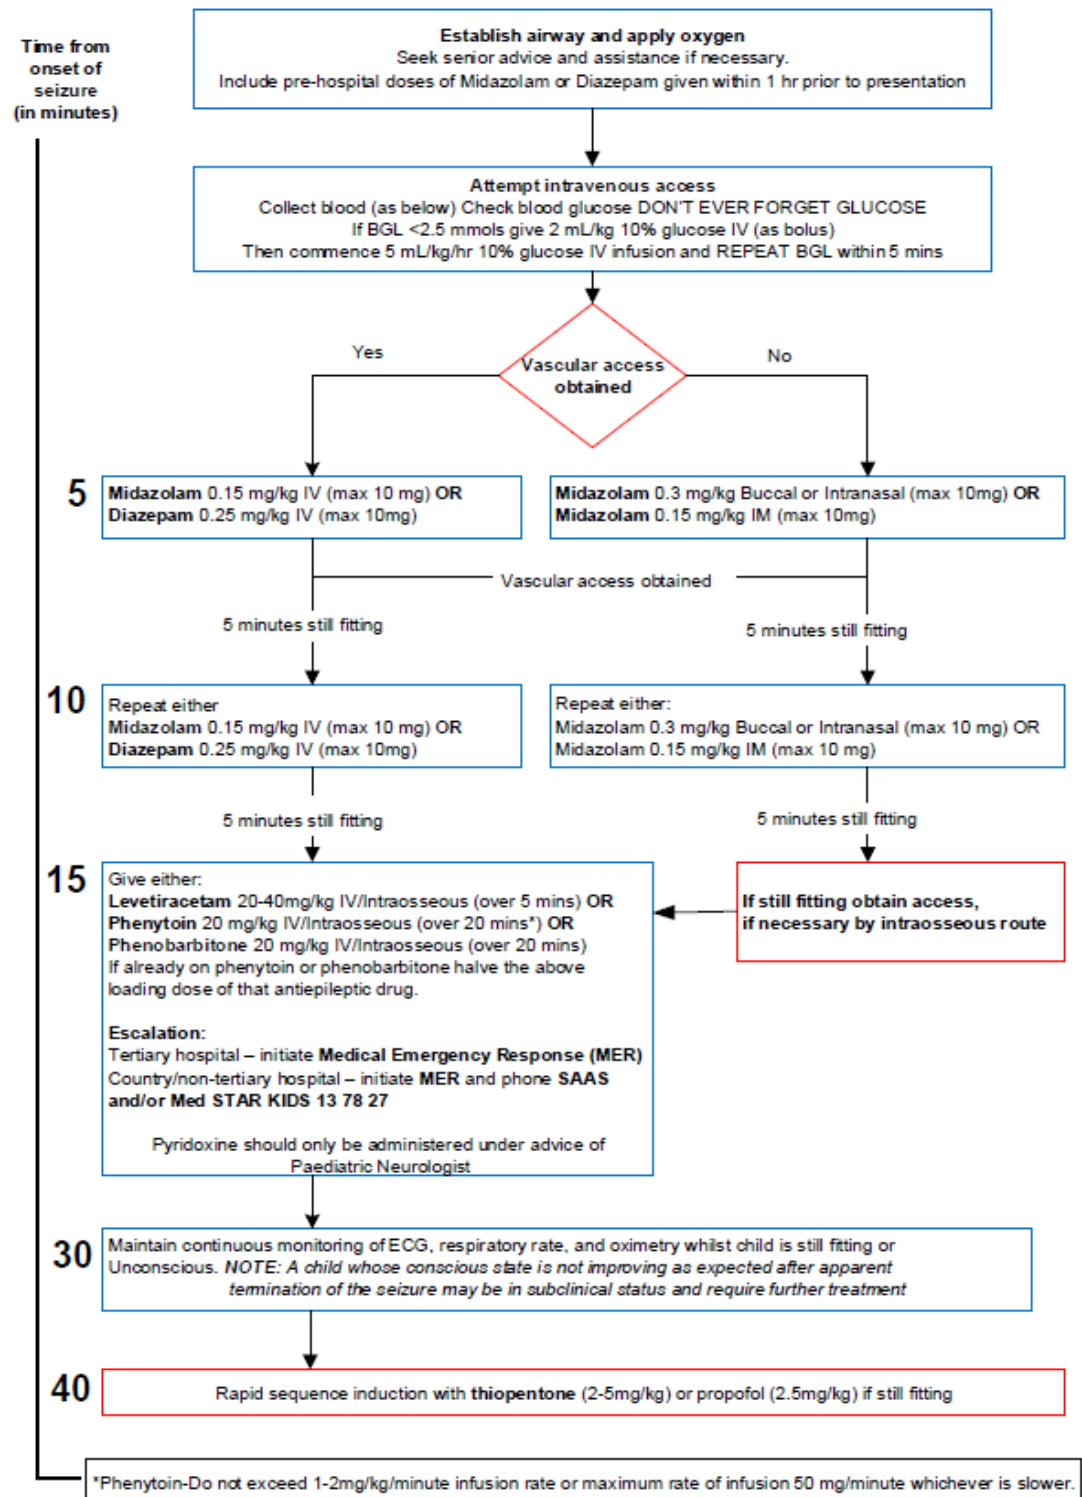 Time from
onset of
seizure
(in minutes)
Establish airway and apply oxygen
Seek senior advice and assistance if necessary.
Include pre-hospital doses of Midazolam or Diazepam given within 1 hr prior to presentation
Attempt intravenous access
Collect blood (as below) Check blood glucose DON'T EVER FORGET GLUCOSE
If BGL <2.5 mmols give 2 mL/kg 10% glucose IV (as bolus)
Then commence 5 mL/kg/hr 10% glucose IV infusion and REPEAT BGL within 5 mins
Yes
Vascular access
obtained
No
5
Midazolam 0.15 mg/kg IV (max 10 mg) OR
Diazepam 0.25 mg/kg IV (max 10mg)
Midazolam 0.3 mg/kg Buccal or Intranasal (max 10mg) OR
Midazolam 0.15 mg/kg IM (max 10mg)
Vascular access obtained
5 minutes still fitting
5 minutes still fitting
10
Repeat either
Midazolam 0.15 mg/kg IV (max 10 mg) OR
Diazepam 0.25 mg/kg IV (max 10mg)
Repeat either:
Midazolam 0.3 mg/kg Buccal or Intranasal (max 10 mg) OR
Midazolam 0.15 mg/kg IM (max 10 mg)
5 minutes still fitting
5 minutes still fitting
15
Give either:
Levetiracetam 20-40mg/kg IV/Intraosseous (over 5 mins) OR
Phenytoin 20 mg/kg IV/Intraosseous (over 20 mins*) OR
Phenobarbitone 20 mg/kg IV/Intraosseous (over 20 mins)
If already on phenytoin or phenobarbitone halve the above
loading dose of that antiepileptic drug.
Escalation:
Tertiary hospital – initiate Medical Emergency Response (MER)
Country/non-tertiary hospital – initiate MER and phone SAAS
and/or Med STAR KIDS 13 78 27
Pyridoxine should only be administered under advice of
Paediatric Neurologist
If still fitting obtain access,
if necessary by intraosseous route
30
Maintain continuous monitoring of ECG, respiratory rate, and oximetry whilst child is still fitting or
Unconscious. NOTE: A child whose conscious state is not improving as expected after apparent
termination of the seizure may be in subclinical status and require further treatment
40
Rapid sequence induction with thiopentone (2-5mg/kg) or propofol (2.5mg/kg) if still fitting
*Phenytoin-Do not exceed 1-2mg/kg/minute infusion rate or maximum rate of infusion 50 mg/minute whichever is slower.